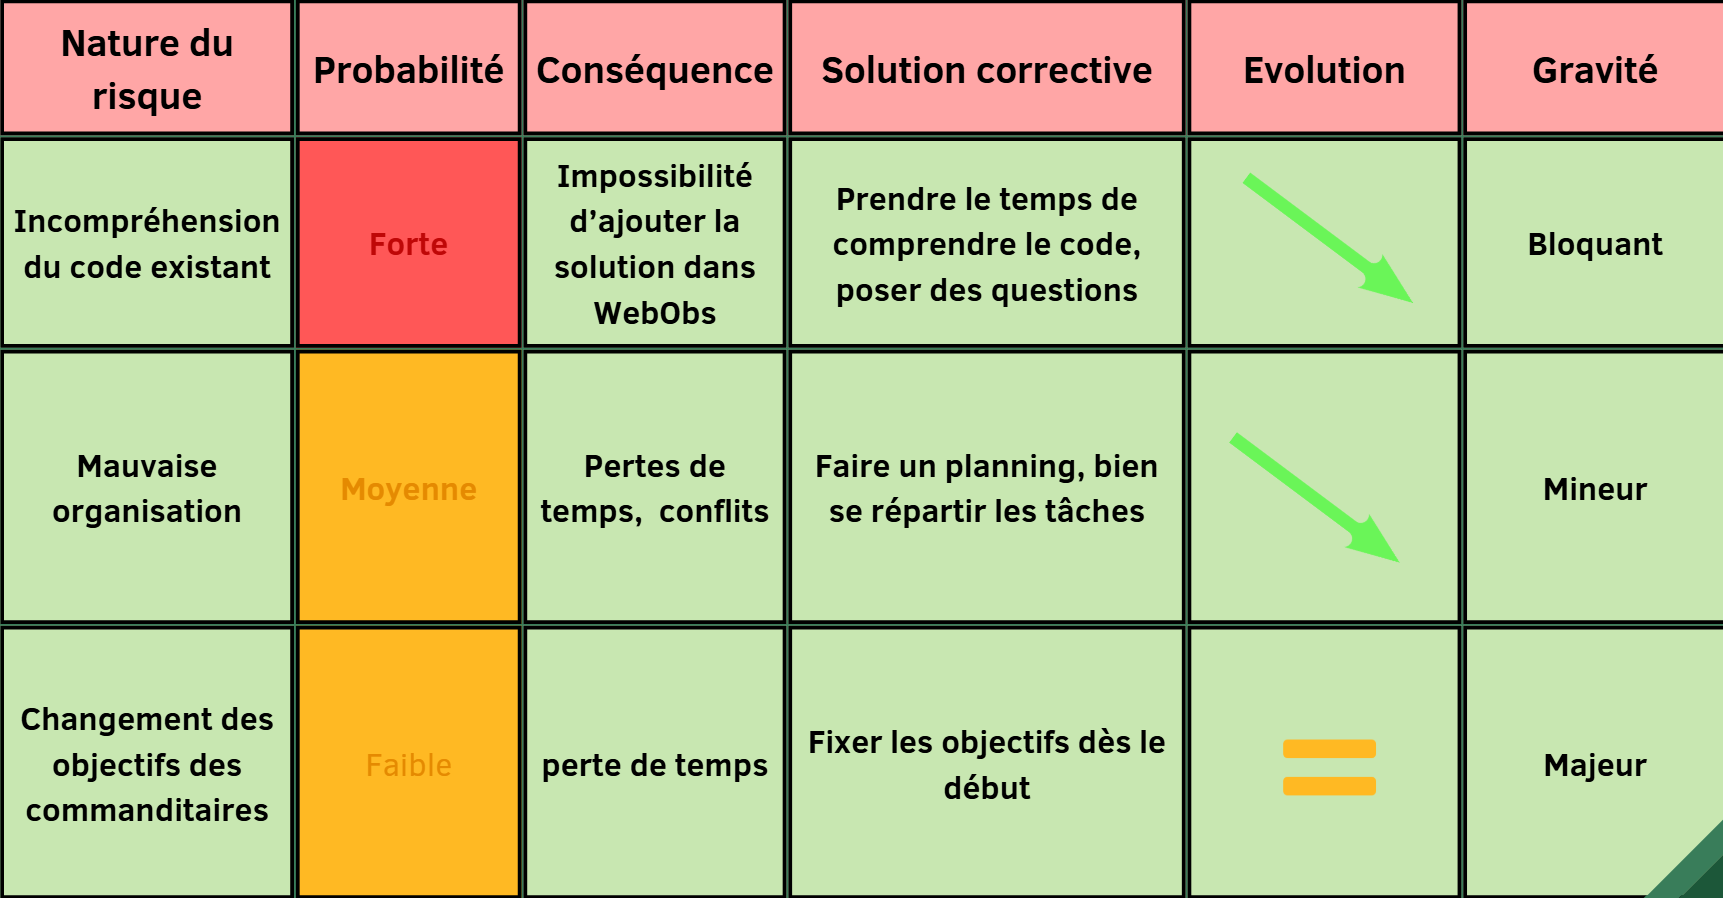 Nature du
risque
Probabilité
Conséquence
Solution corrective
Evolution
Gravité
Incompréhension
du code existant
Forte
Impossibilité
d’ajouter la
solution dans
WebObs
Prendre le temps de
comprendre le code,
poser des questions
Bloquant
Mauvaise
organisation
Moyenne
Pertes de
temps,  conflits
Faire un planning, bien
se répartir les tâches
Mineur
Changement des
objectifs des
commanditaires
Faible
perte de temps
Fixer les objectifs dès le
début
Majeur